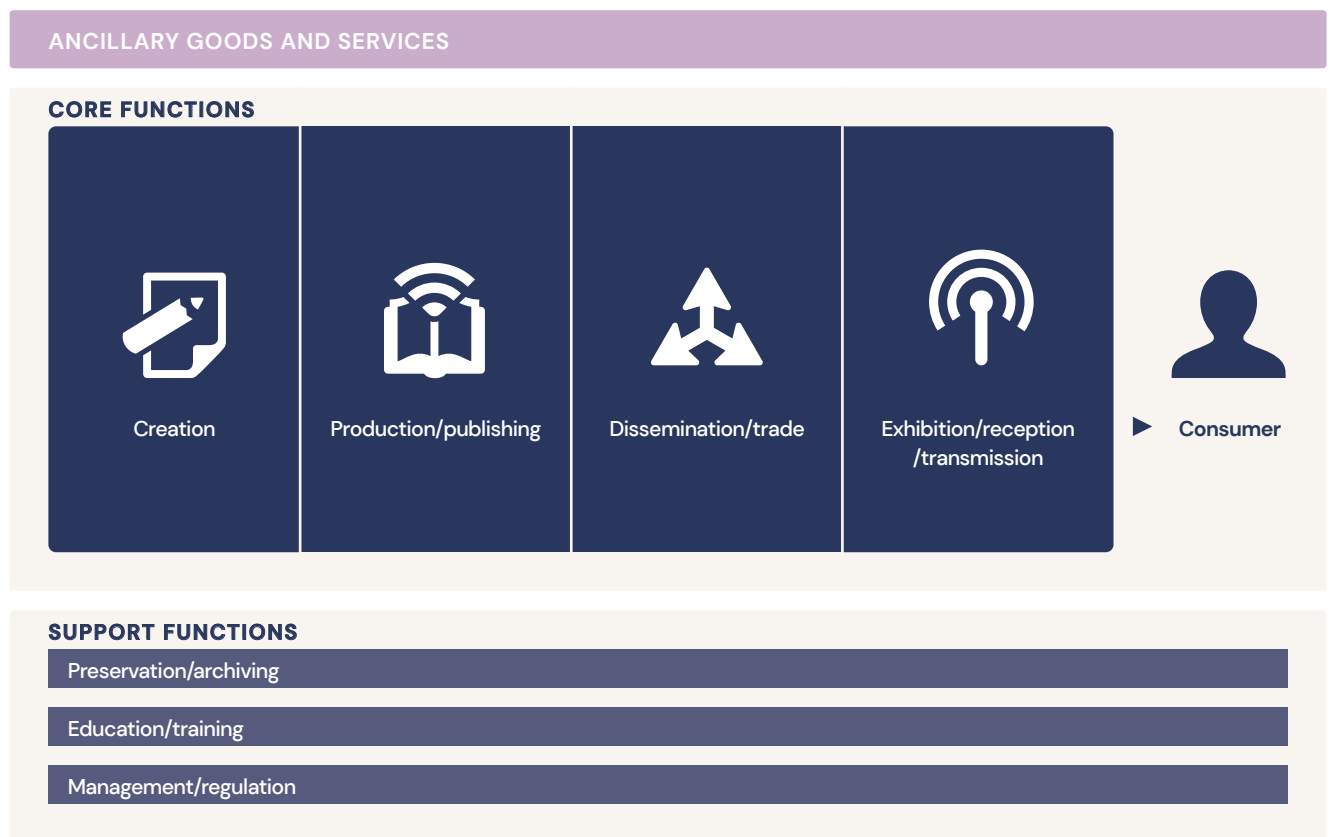 ANCILLARY GOODS AND SERVICES
CORE FUNCTIONS
Creation
Production/publishing
Dissemination/trade
Exhibition/reception
/transmission
Consumer
SUPPORT FUNCTIONS
Preservation/archiving
Education/training
Management/regulation